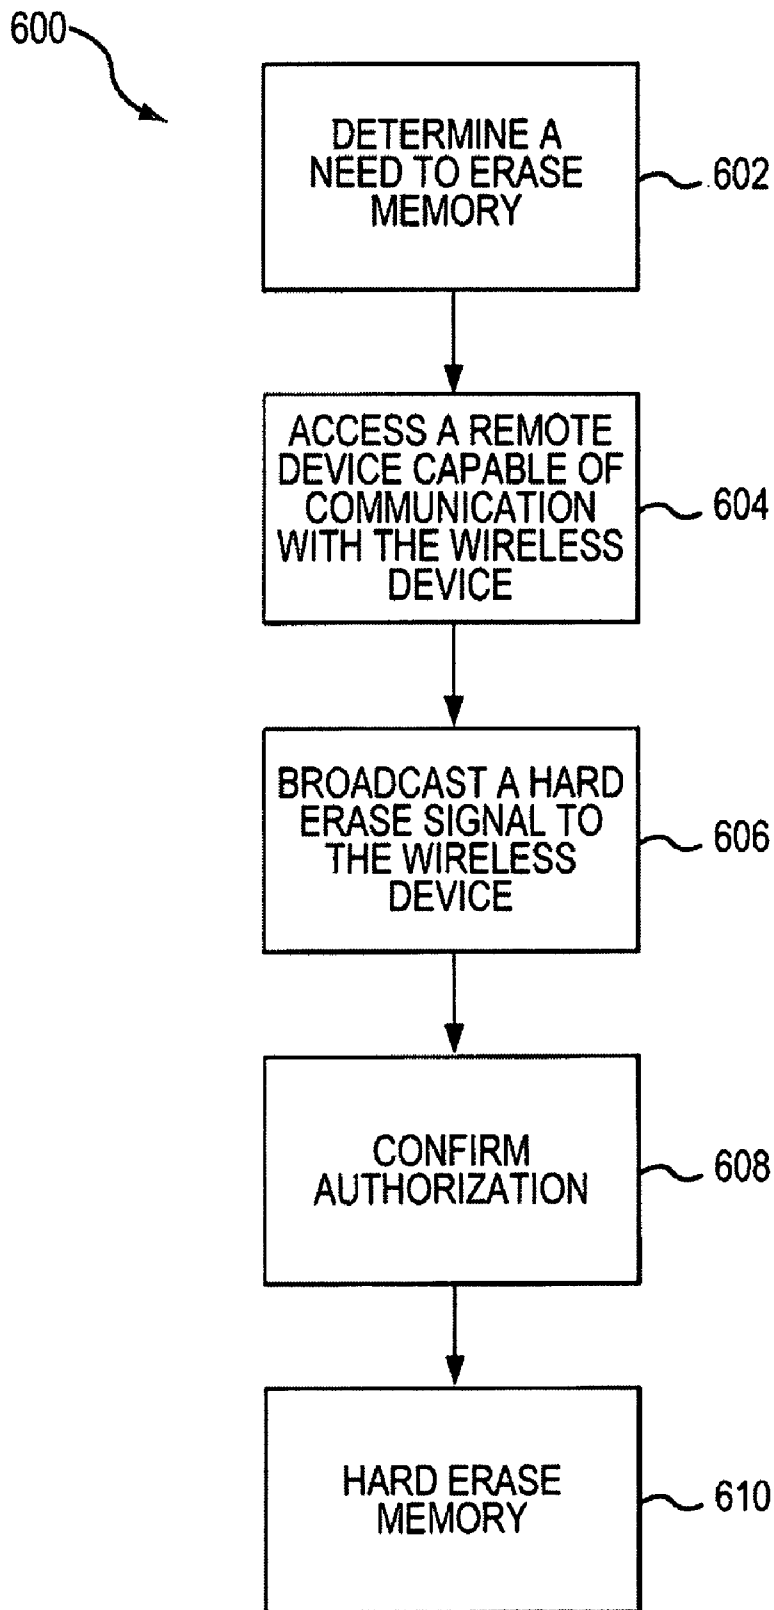 600
DETERMINE A
NEED TO ERASE
MEMORY
602
ACCESS A REMOTE
DEVICE CAPABLE OF
COMMUNICATION
WITH THE WIRELESS
DEVICE
604
BROADCAST A HARD
ERASE SIGNAL TO
THE WIRELESS
DEVICE
606
CONFIRM
AUTHORIZATION
608
HARD ERASE
MEMORY
610